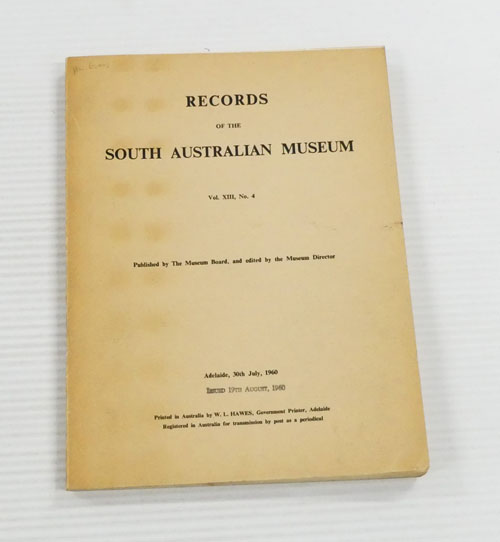 RECORDS
OF THE
SOUTH AUSTRALIAN MUSEUM
Vol. XIII, No. 4
Published by The Museum Board, and edited by the Museum Director
Adelaide, 30th July, 1960
ISSUED 19TH AUGUST, 1960
Printed in Australia by W. L. HAWES, Government Printer, Adelaide
Registered in Australia for transmission by post as a periodical